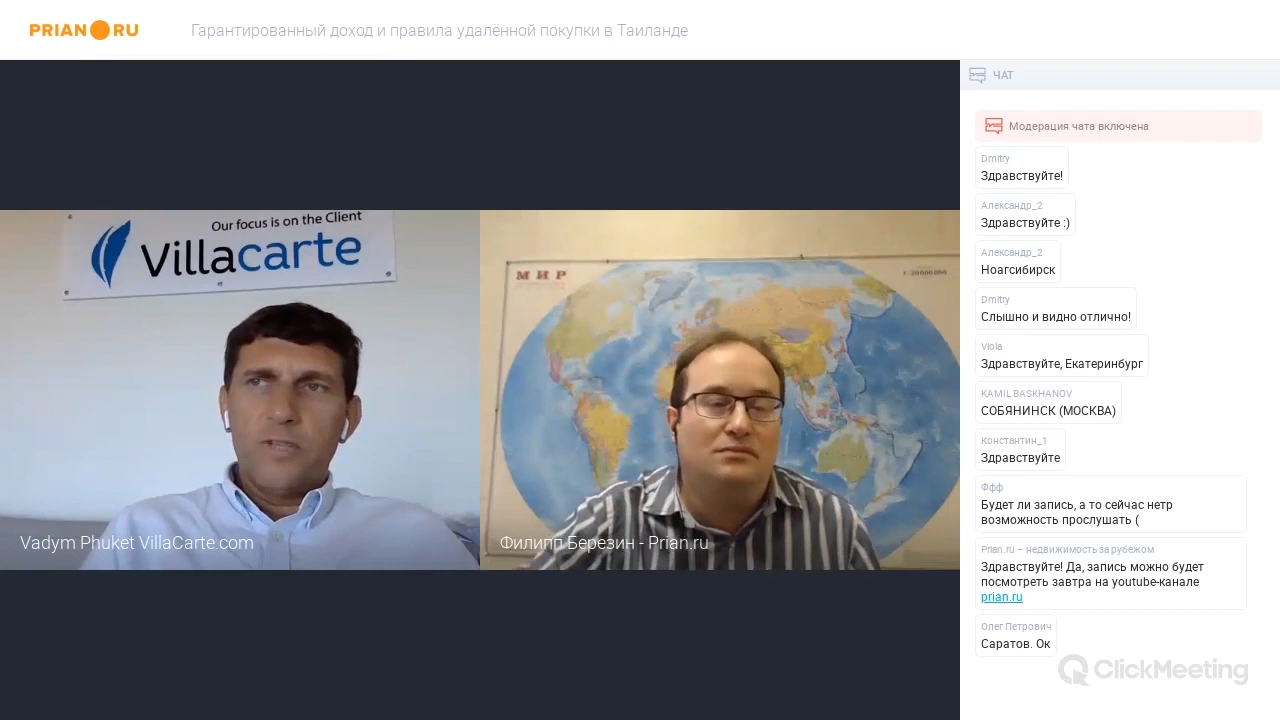 PRIAN RU
Гарантированный доход и правила удалённой покупки в Таиланде
ЧАТ
Модерация чата включена
Dmitry
Здравствуйте!
Александр_2
Здравствуйте :)
Александр_2
Ноагсибирск
Dmitry
Слышно и видно отлично!
Viola
Здравствуйте, Екатеринбург
KAMIL BASKHANOV
СОБЯНИНСК (МОСКВА)
Константин_1
Здравствуйте
Ффф
Будет ли запись, а то сейчас нетр
возможность прослушать (
Prian.ru – недвижимость за рубежом
Здравствуйте! Да, запись можно будет
посмотреть завтра на youtube-канале
prian.ru
Олег Петрович
Саратов. Ок
ClickMeeting
Our focus is on the Client
Villacarte
Vadym Phuket VillaCarte.com
МИР
Филипп Березин - Prian.ru